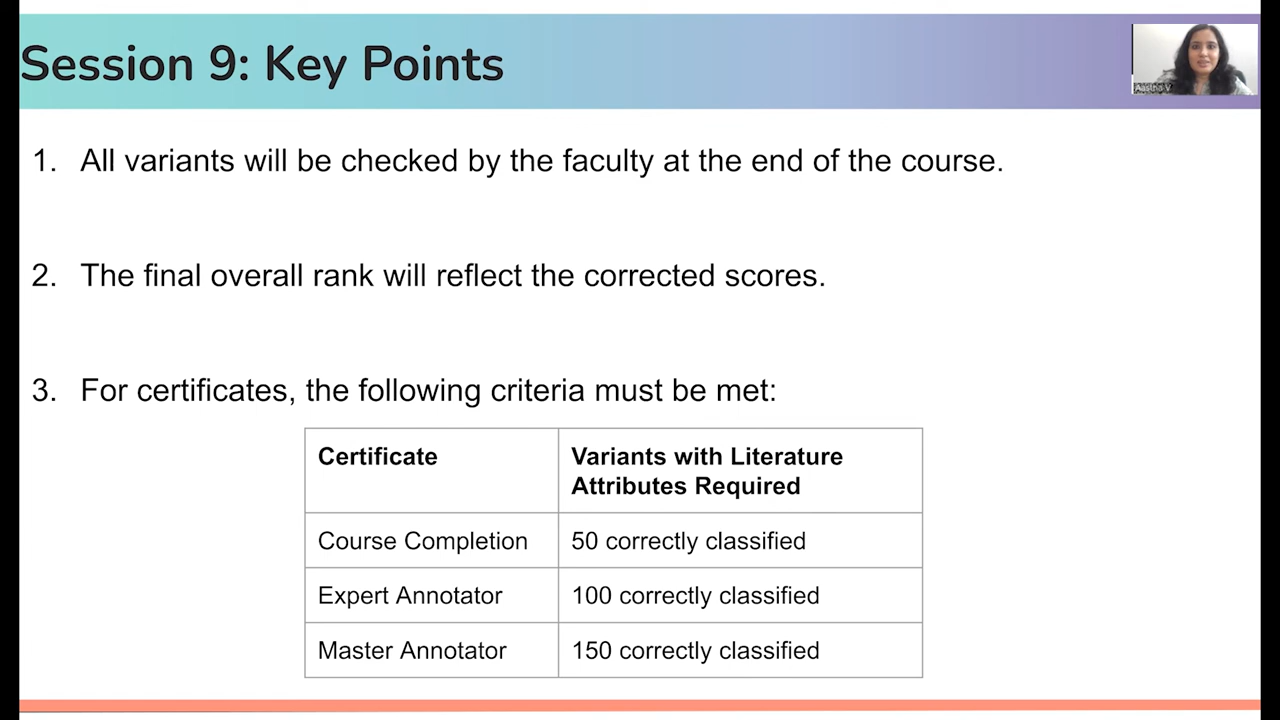 Session 9: Key Points
Aastha V
1. All variants will be checked by the faculty at the end of the course.
2. The final overall rank will reflect the corrected scores.
3. For certificates, the following criteria must be met:
Certificate
Variants with Literature
Attributes Required
Course Completion
50 correctly classified
Expert Annotator
100 correctly classified
Master Annotator
150 correctly classified